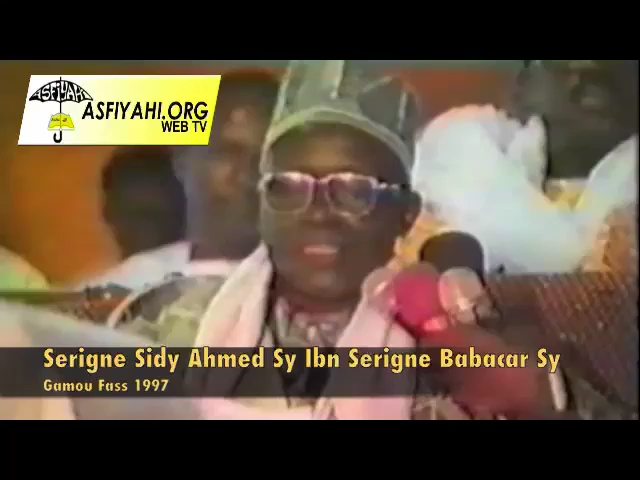 ASFIYAHI
ASFIYAHI.ORG
WEB TV
Serigne Sidy Ahmed Sy Ibn Serigne Babacar Sy
Gamou Fass 1997